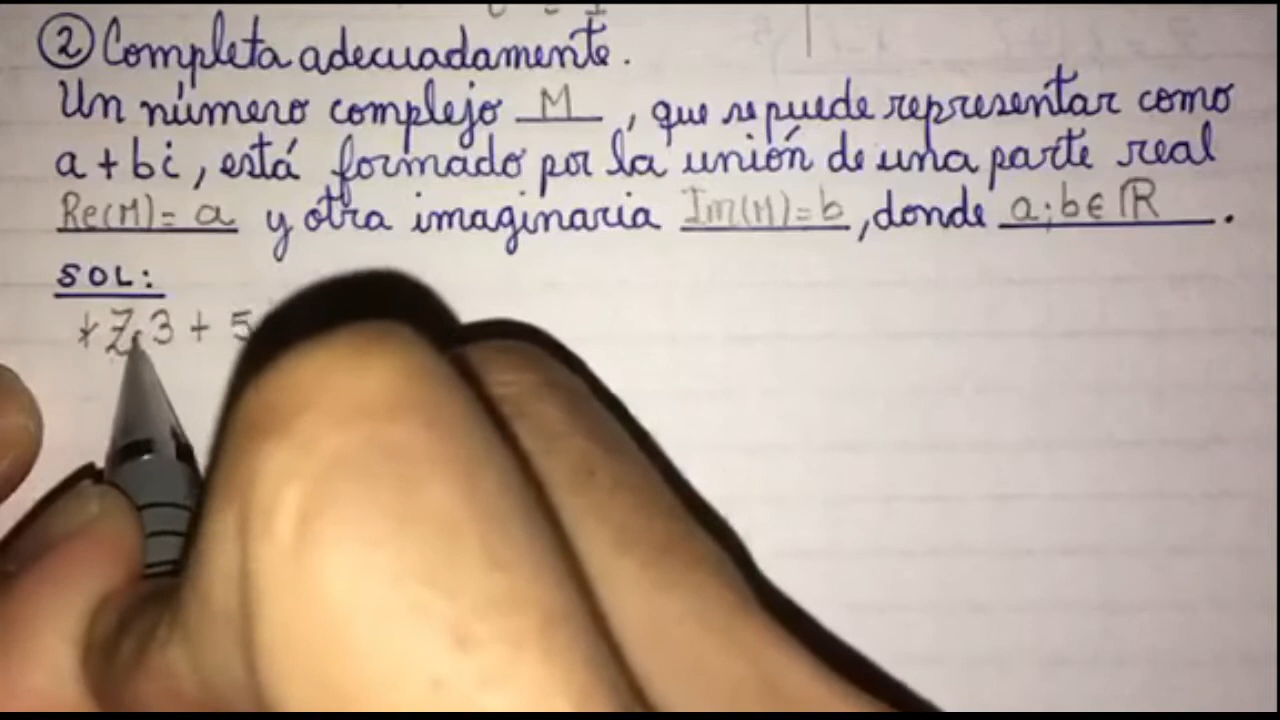 ② Completa adecuadamente.
Un número complejo M , que se puede representar como
a + bi, está formado por la unión de una parte real
Re(M)= a y otra imaginaria Im(M)= b , donde a;b∈ℝ .
SOL:
* Z 3 + 5